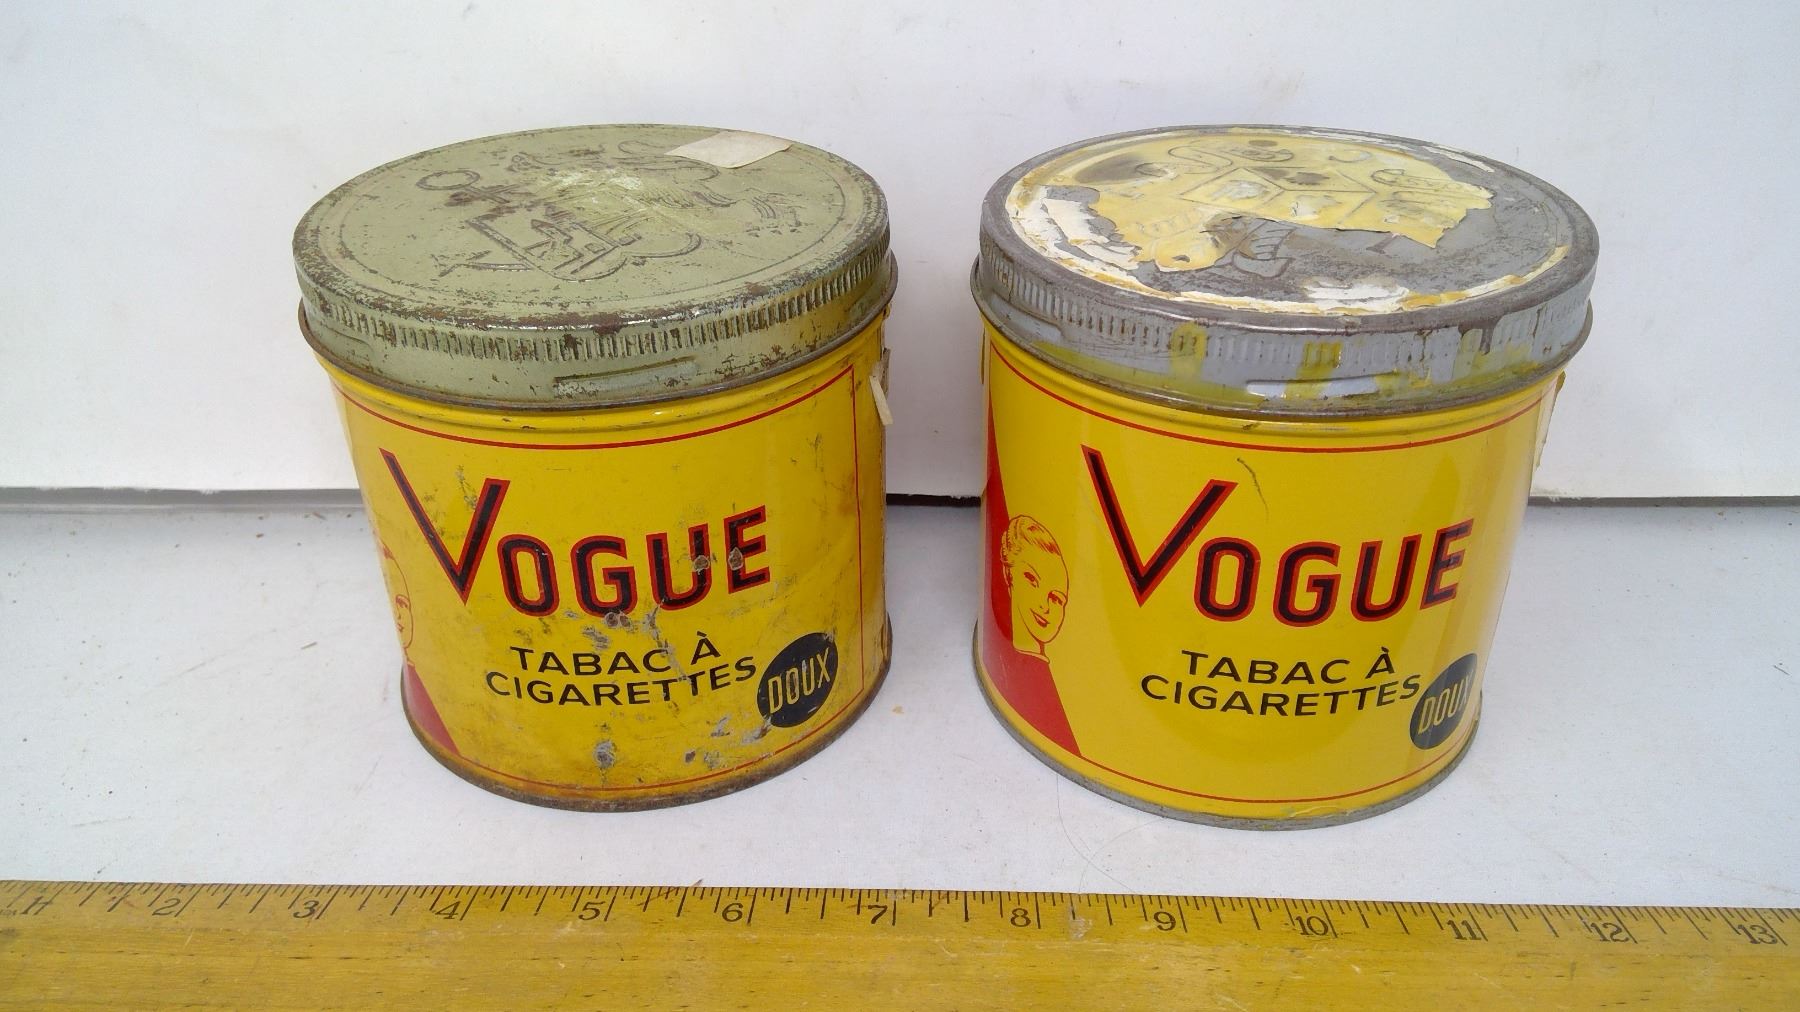 VOGUE
TABAC À
CIGARETTES
DOUX
VOGUE
TABAC À
CIGARETTES
DOUX
1 2 3 4 5 6 7 8 9 10 11 12 13